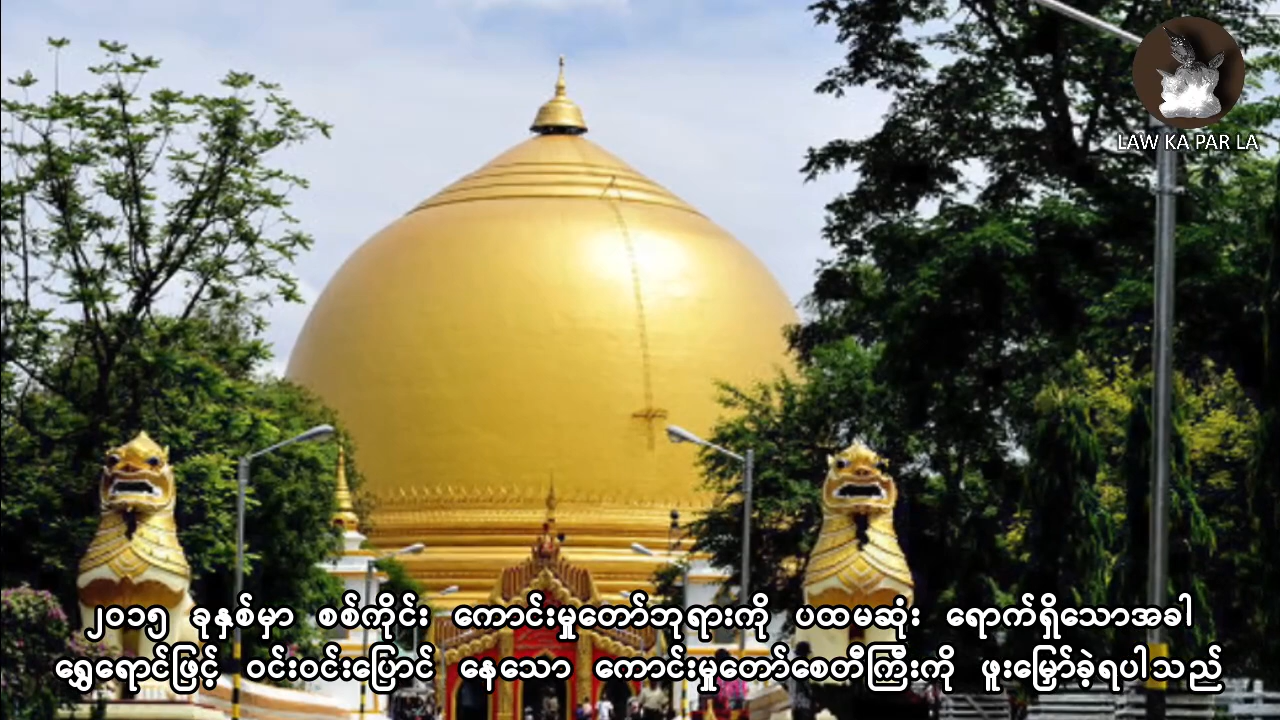 LAW KA PAR LA
၂၀၁၅ ခုနှစ်မှာ စစ်ကိုင်း ကောင်းမှုတော်ဘုရားကို ပထမဆုံး ရောက်ရှိသောအခါ
ရွှေရောင်ဖြင့် ဝင်းဝင်းပြောင် နေသော ကောင်းမှုတော်စေတီကြီးကို ဖူးမြှော်ခဲ့ရပါသည်